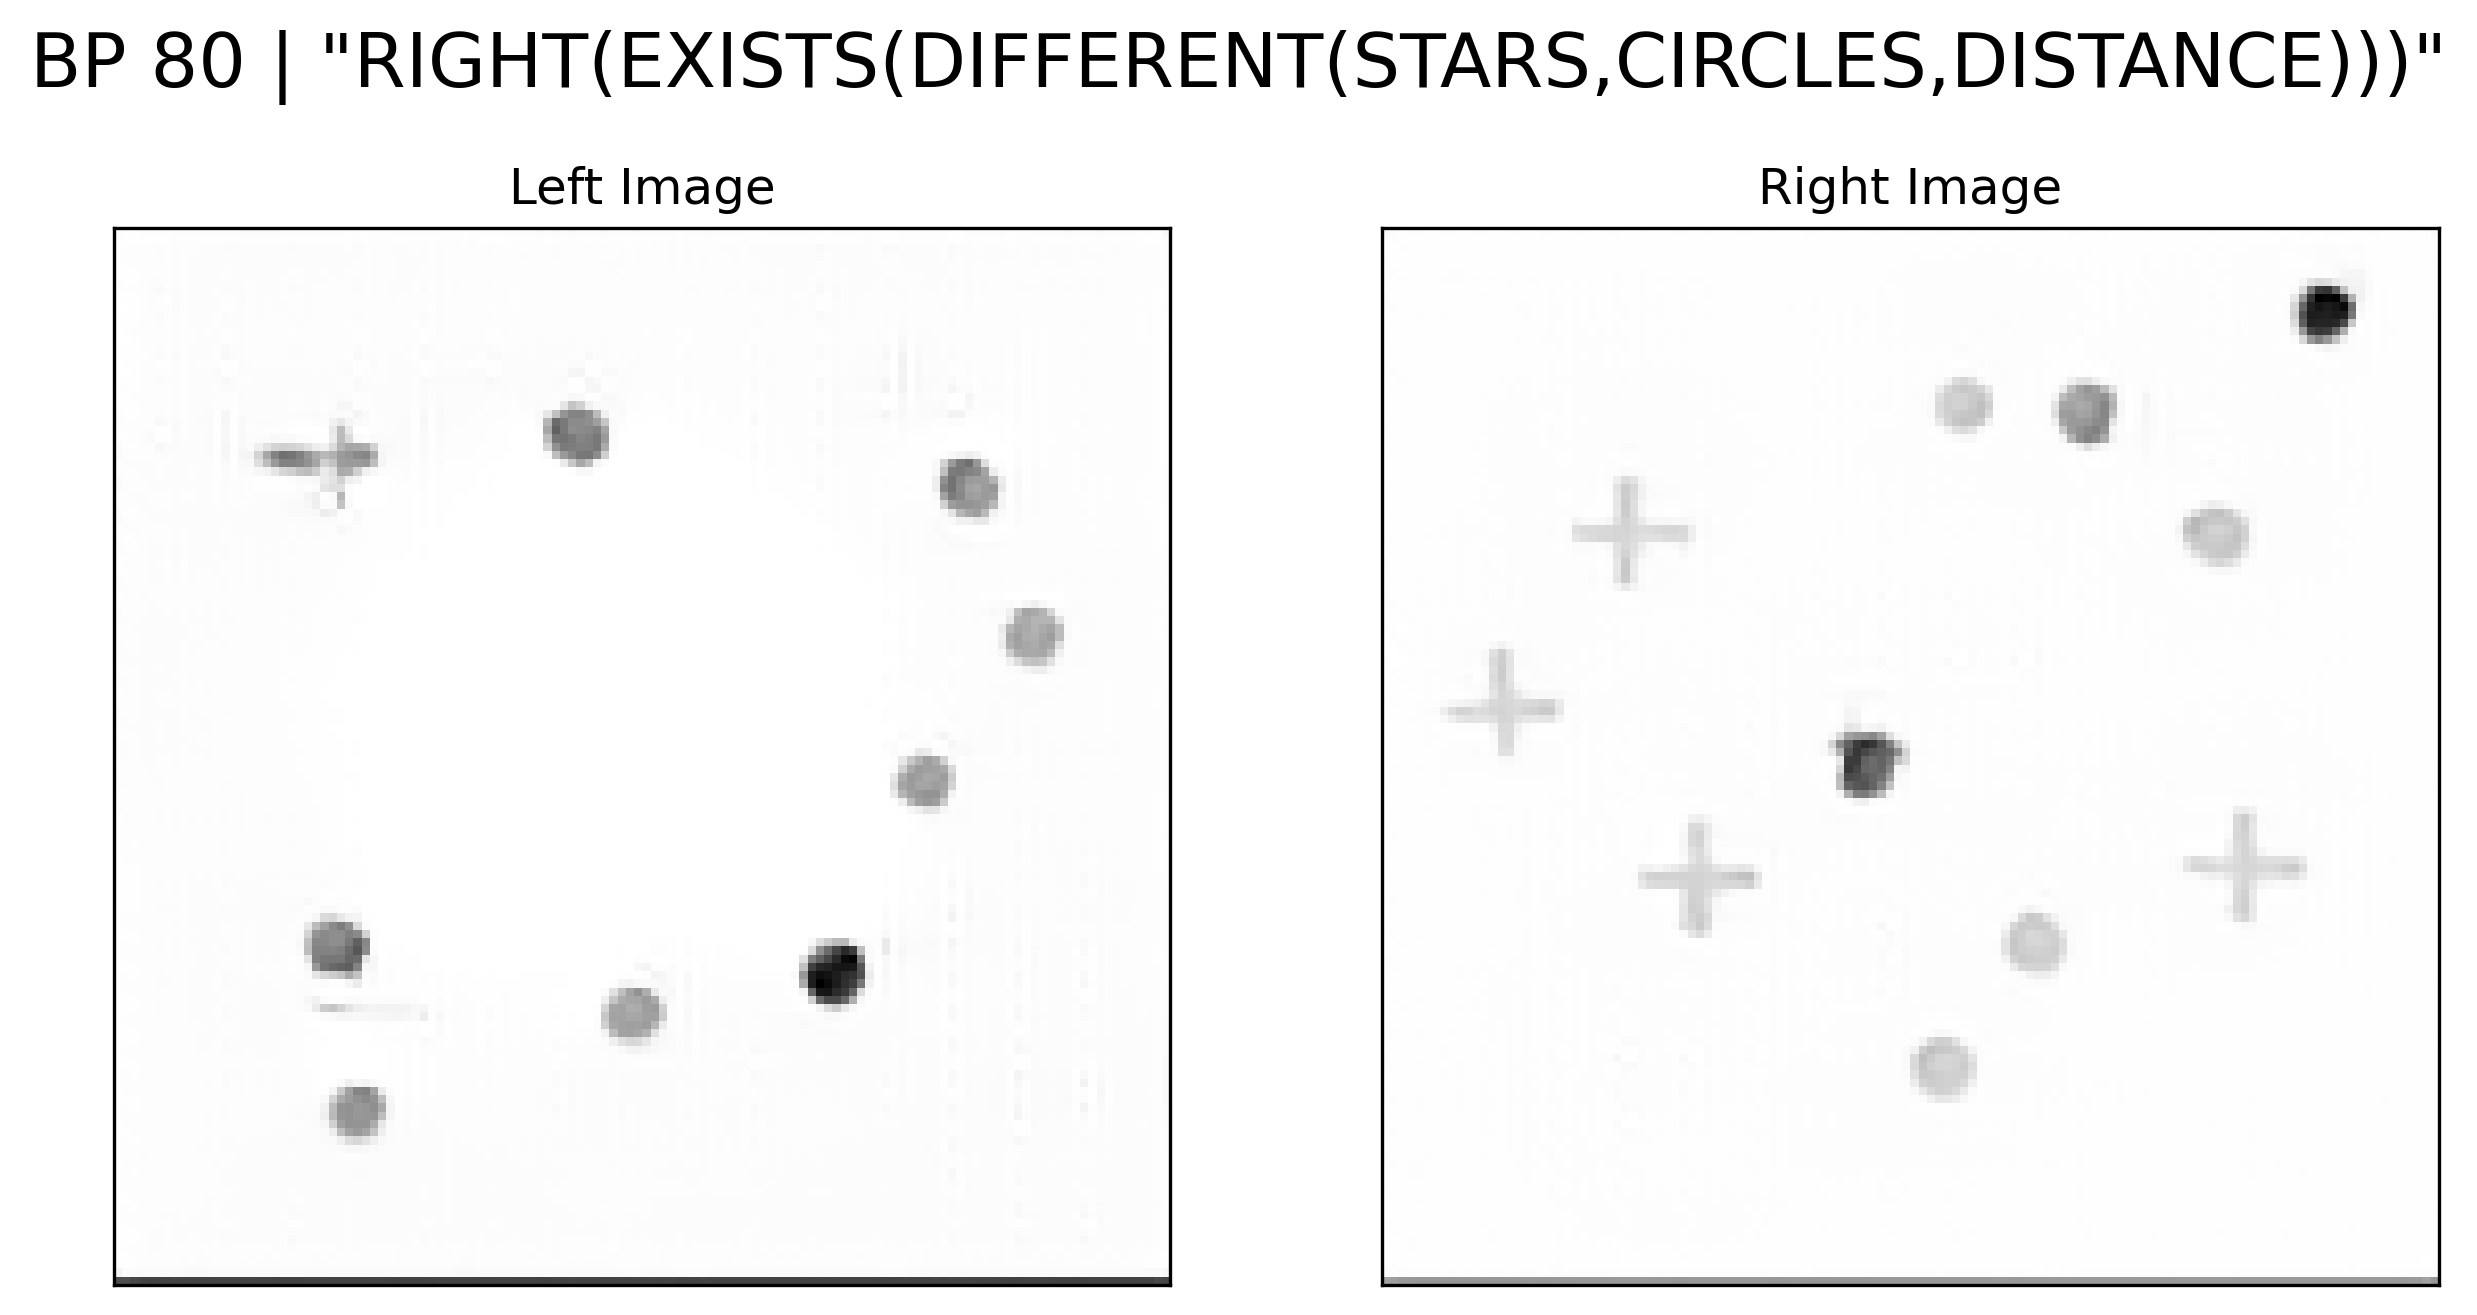 BP 80 | "RIGHT(EXISTS(DIFFERENT(STARS,CIRCLES,DISTANCE)))"
Left Image
Right Image